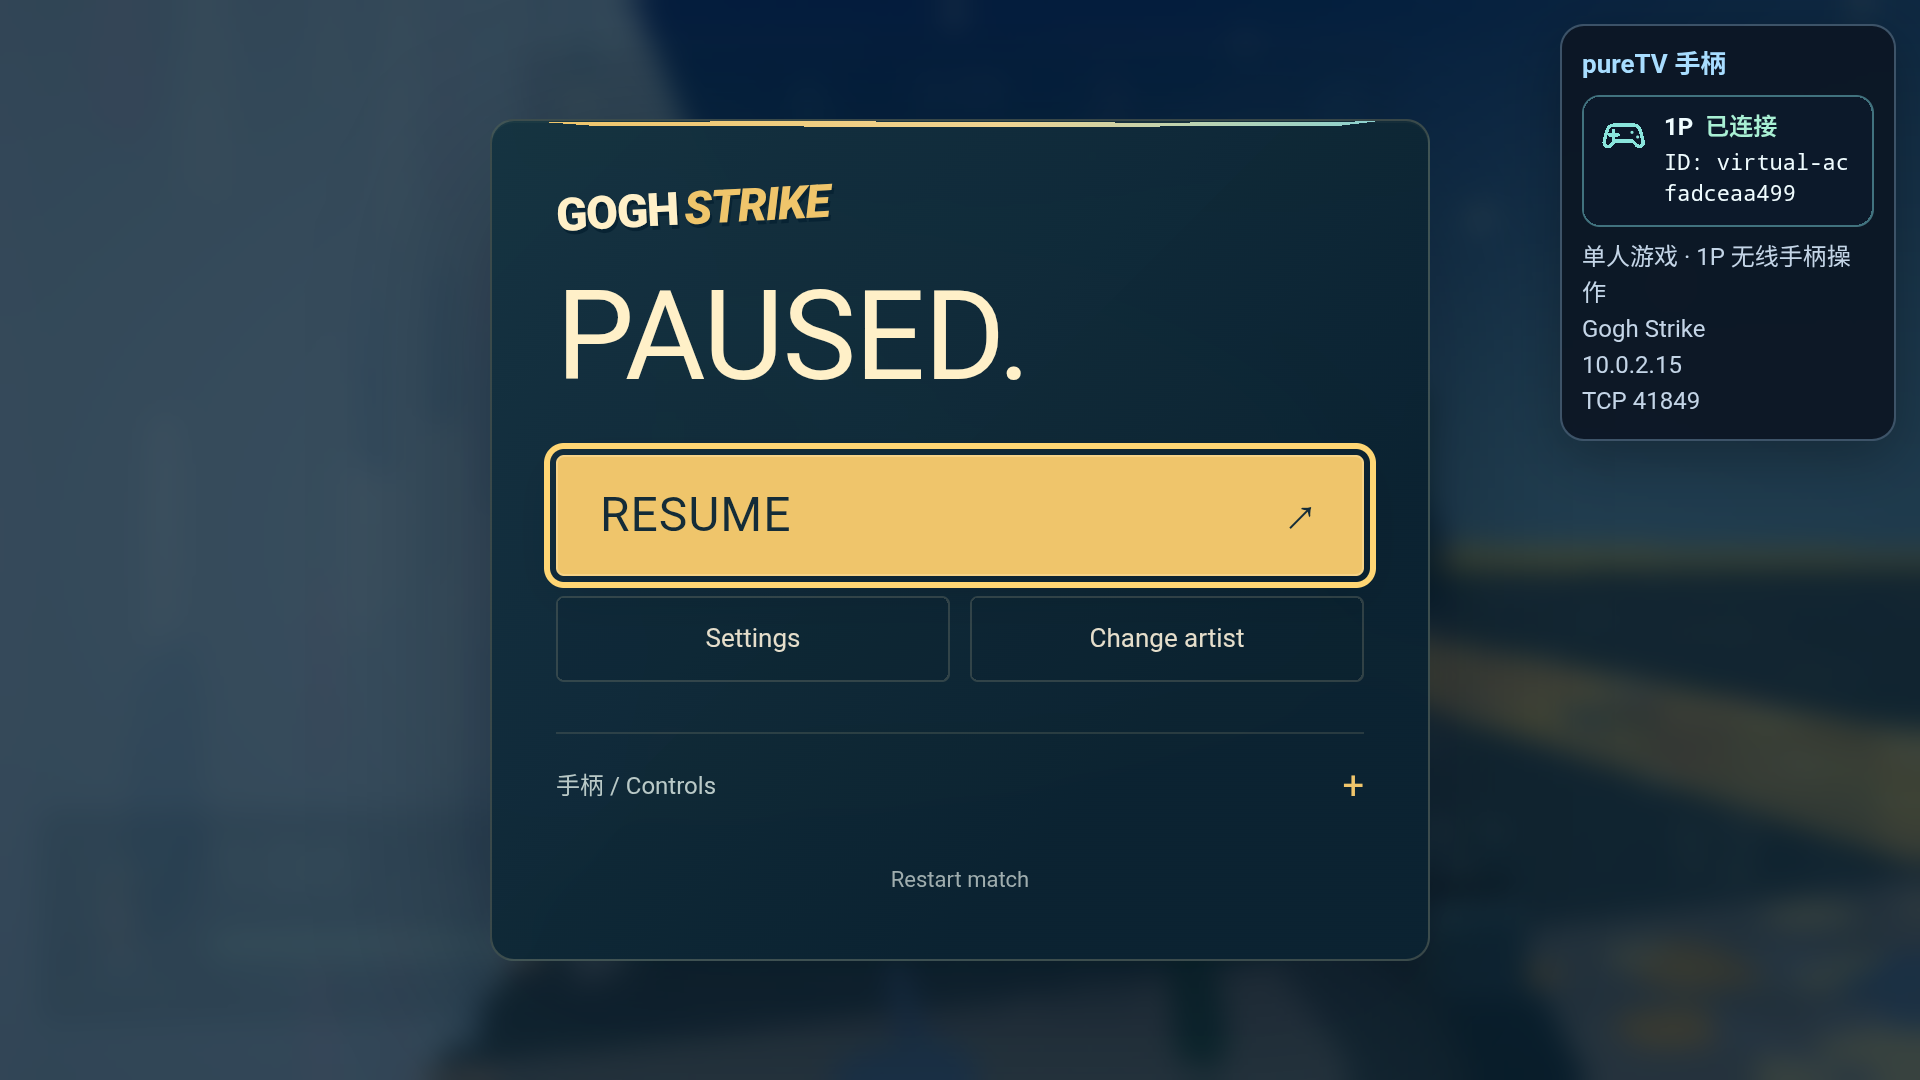 GOGH STRIKE
PAUSED.
RESUME ↗
Settings
Change artist
手柄 / Controls +
Restart match
pureTV 手柄
1P 已连接
ID: virtual-ac
fadceaa499
单人游戏 · 1P 无线手柄操
作
Gogh Strike
10.0.2.15
TCP 41849